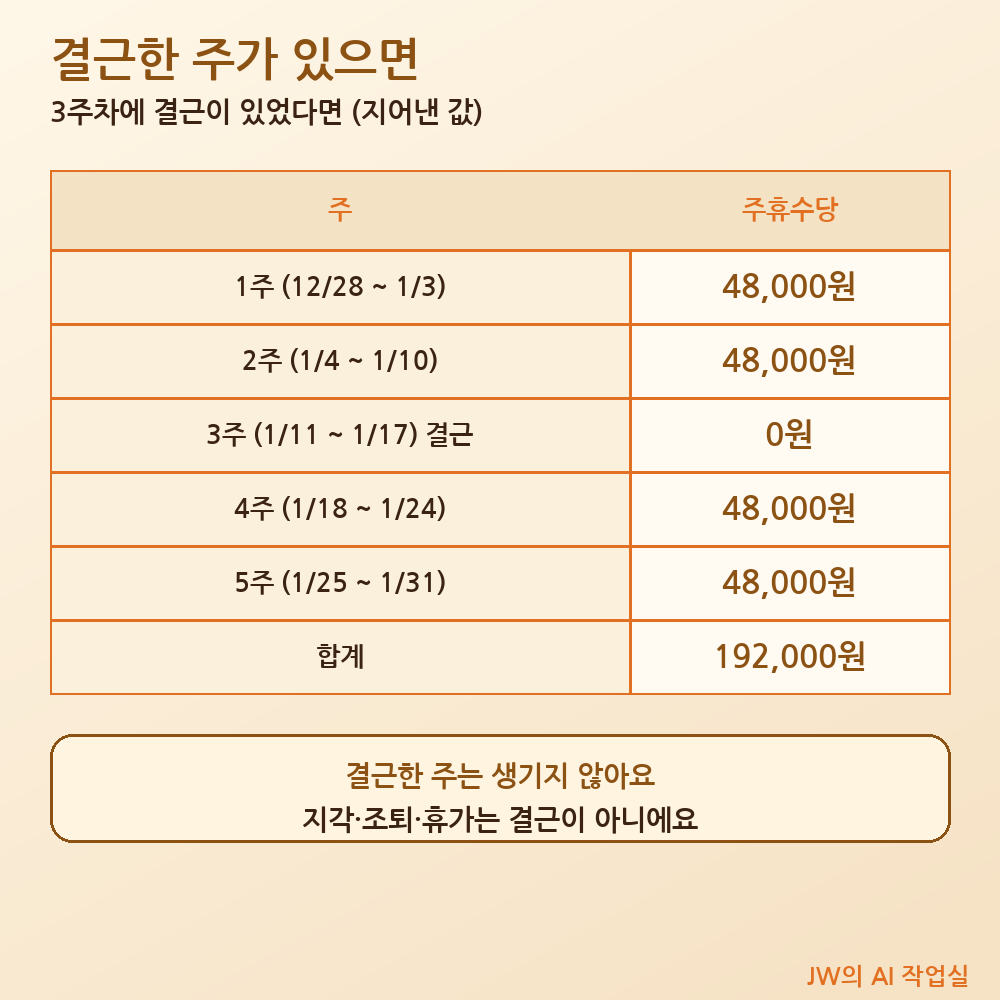 결근한 주가 있으면
3주차에 결근이 있었다면 (지어낸 값)
주 주휴수당
1주 (12/28 ~ 1/3) 48,000원
2주 (1/4 ~ 1/10) 48,000원
3주 (1/11 ~ 1/17) 결근 0원
4주 (1/18 ~ 1/24) 48,000원
5주 (1/25 ~ 1/31) 48,000원
합계 192,000원
결근한 주는 생기지 않아요
지각·조퇴·휴가는 결근이 아니에요
JW의 AI 작업실